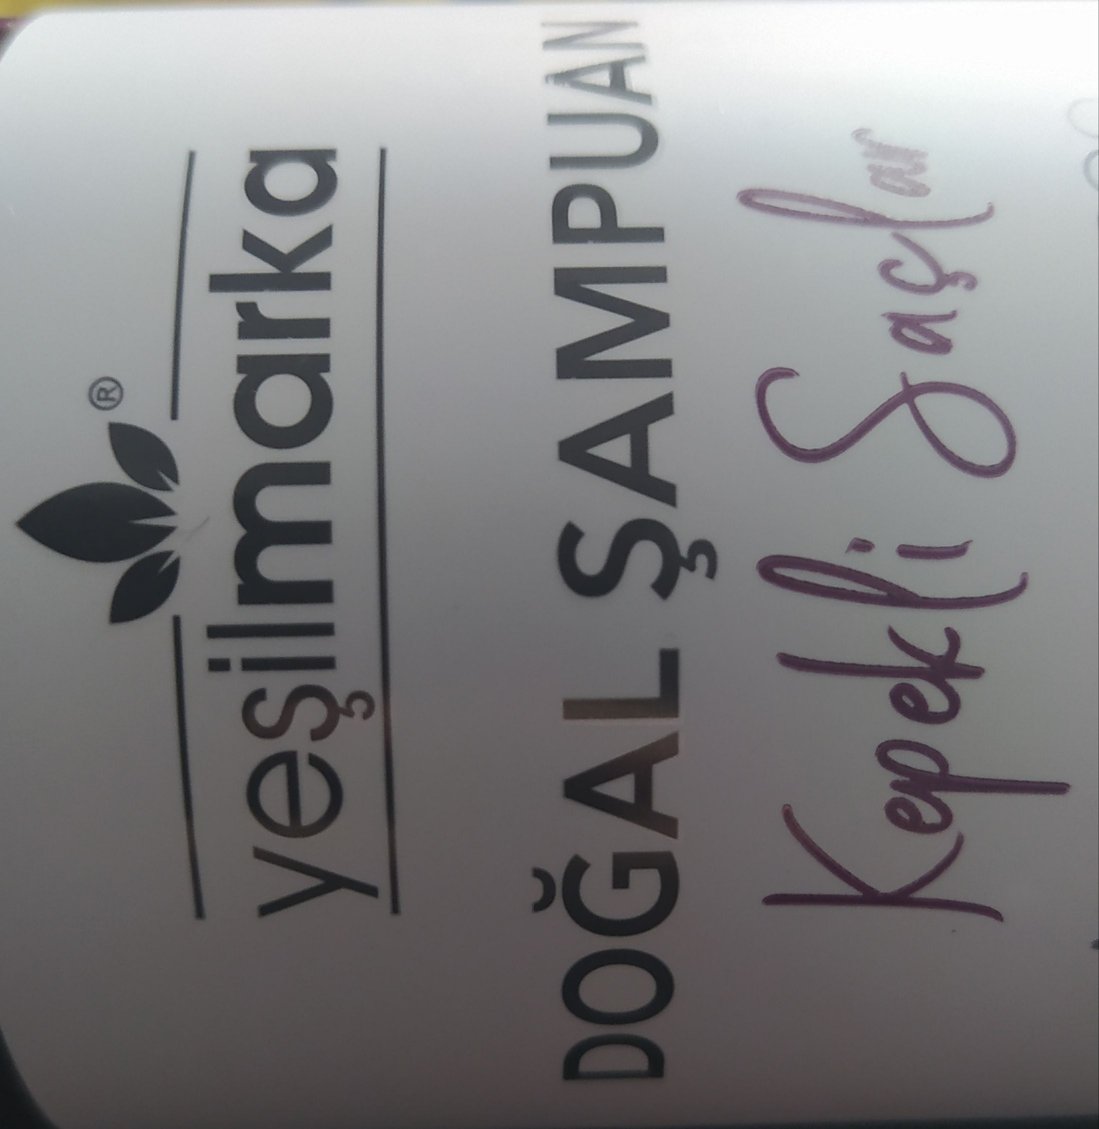 ®
yeşilmarka
DOĞAL ŞAMPUAN
Kepekli Saçlar